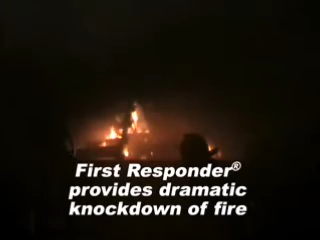 First Responder®
provides dramatic
knockdown of fire